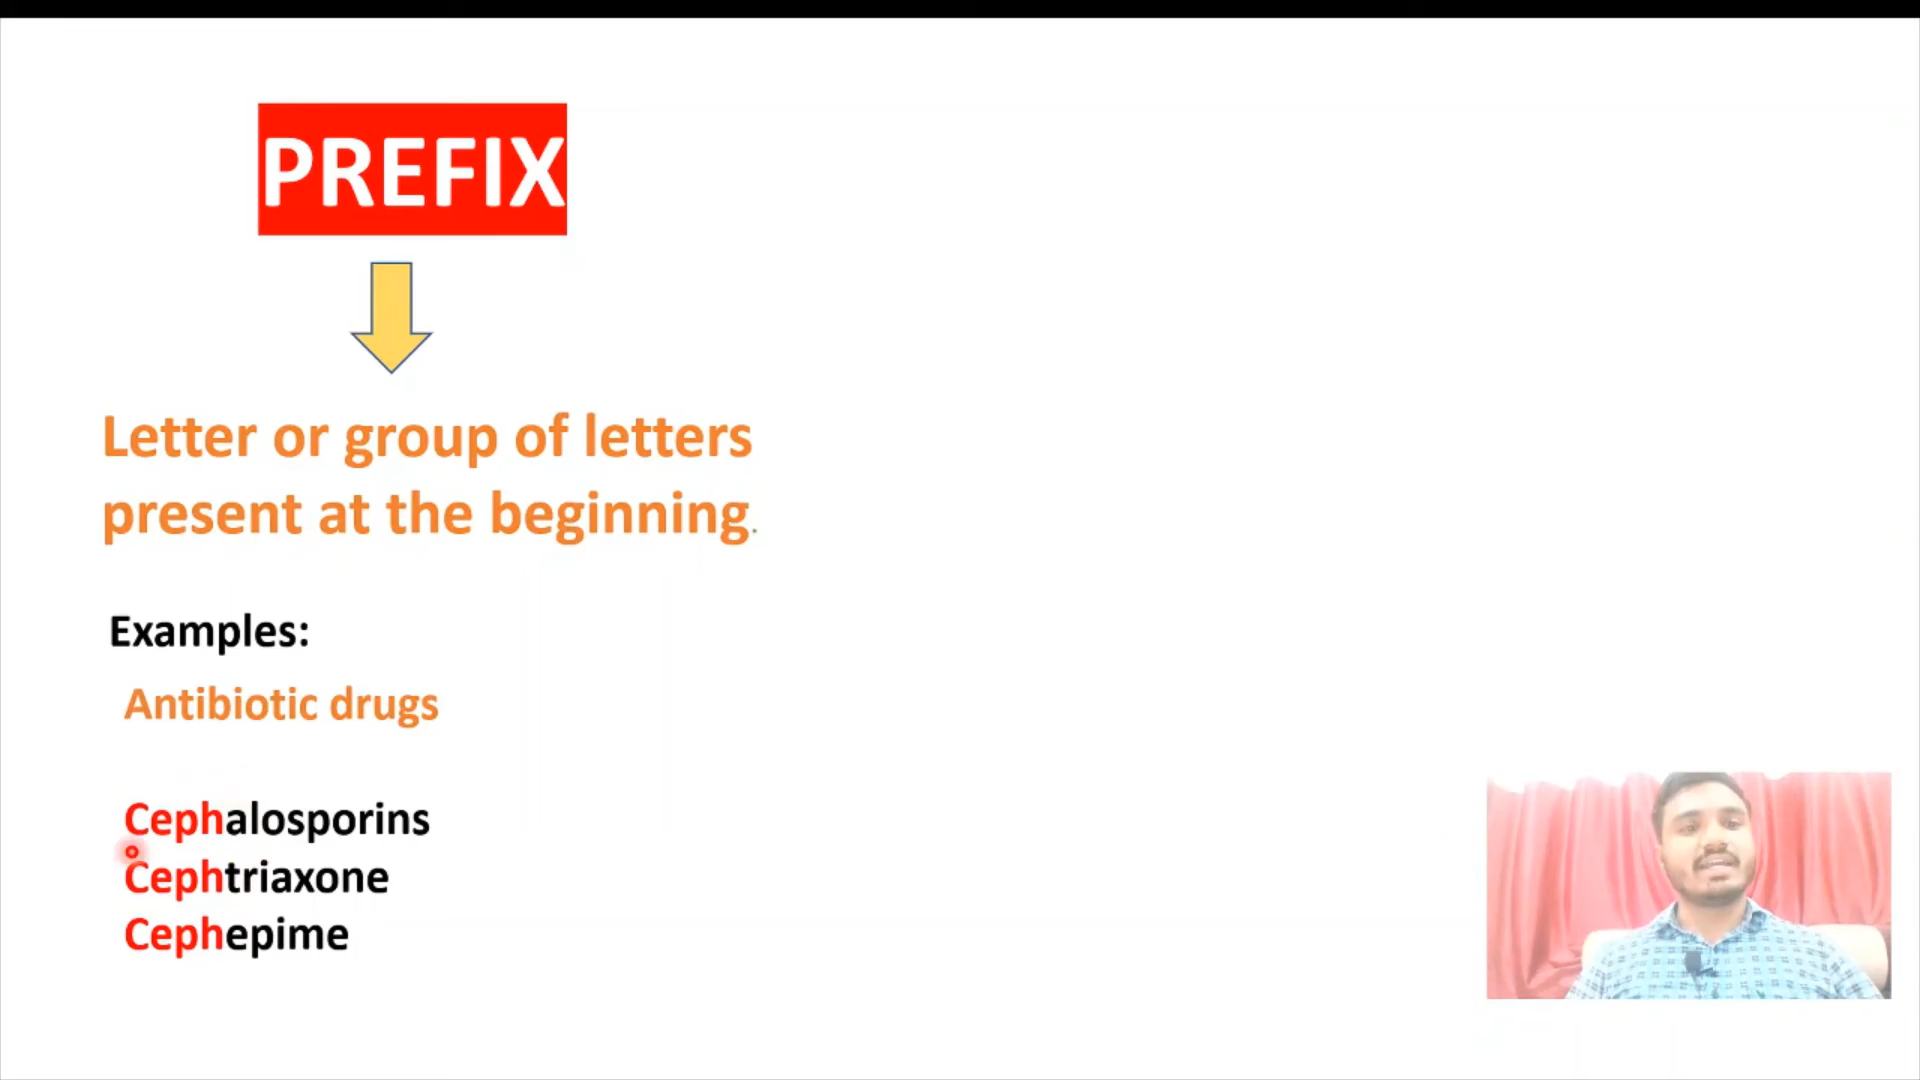 PREFIX
Letter or group of letters
present at the beginning.
Examples:
Antibiotic drugs
Cephalosporins
Cephtriaxone
Cephepime